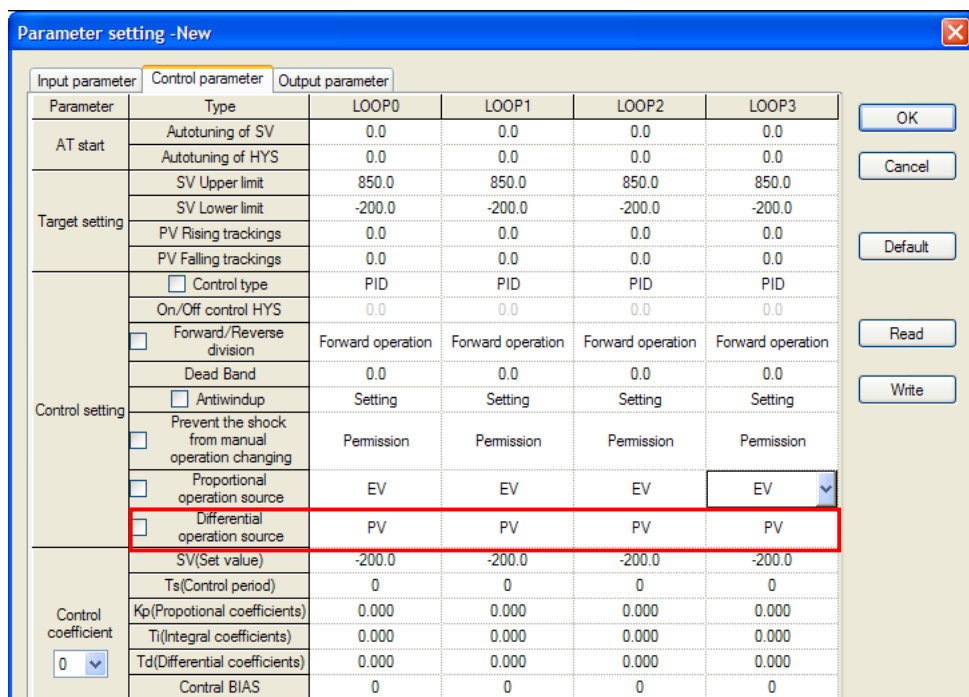 Parameter setting -New
Input parameter Control parameter Output parameter
Parameter Type LOOP0 LOOP1 LOOP2 LOOP3
AT start
Autotuning of SV 0.0 0.0 0.0 0.0
Autotuning of HYS 0.0 0.0 0.0 0.0
Target setting
SV Upper limit 850.0 850.0 850.0 850.0
SV Lower limit -200.0 -200.0 -200.0 -200.0
PV Rising trackings 0.0 0.0 0.0 0.0
PV Falling trackings 0.0 0.0 0.0 0.0
Control setting
Control type PID PID PID PID
On/Off control HYS 0.0 0.0 0.0 0.0
Forward/Reverse
division Forward operation Forward operation Forward operation Forward operation
Dead Band 0.0 0.0 0.0 0.0
Antiwindup Setting Setting Setting Setting
Prevent the shock
from manual Permission Permission Permission Permission
operation changing
Proportional
operation source EV EV EV EV
Differential
operation source PV PV PV PV
Control
coefficient
0
SV(Set value) -200.0 -200.0 -200.0 -200.0
Ts(Control period) 0 0 0 0
Kp(Propotional coefficients) 0.000 0.000 0.000 0.000
Ti(Integral coefficients) 0.000 0.000 0.000 0.000
Td(Differential coefficients) 0.000 0.000 0.000 0.000
Contral BIAS 0 0 0 0
OK
Cancel
Default
Read
Write